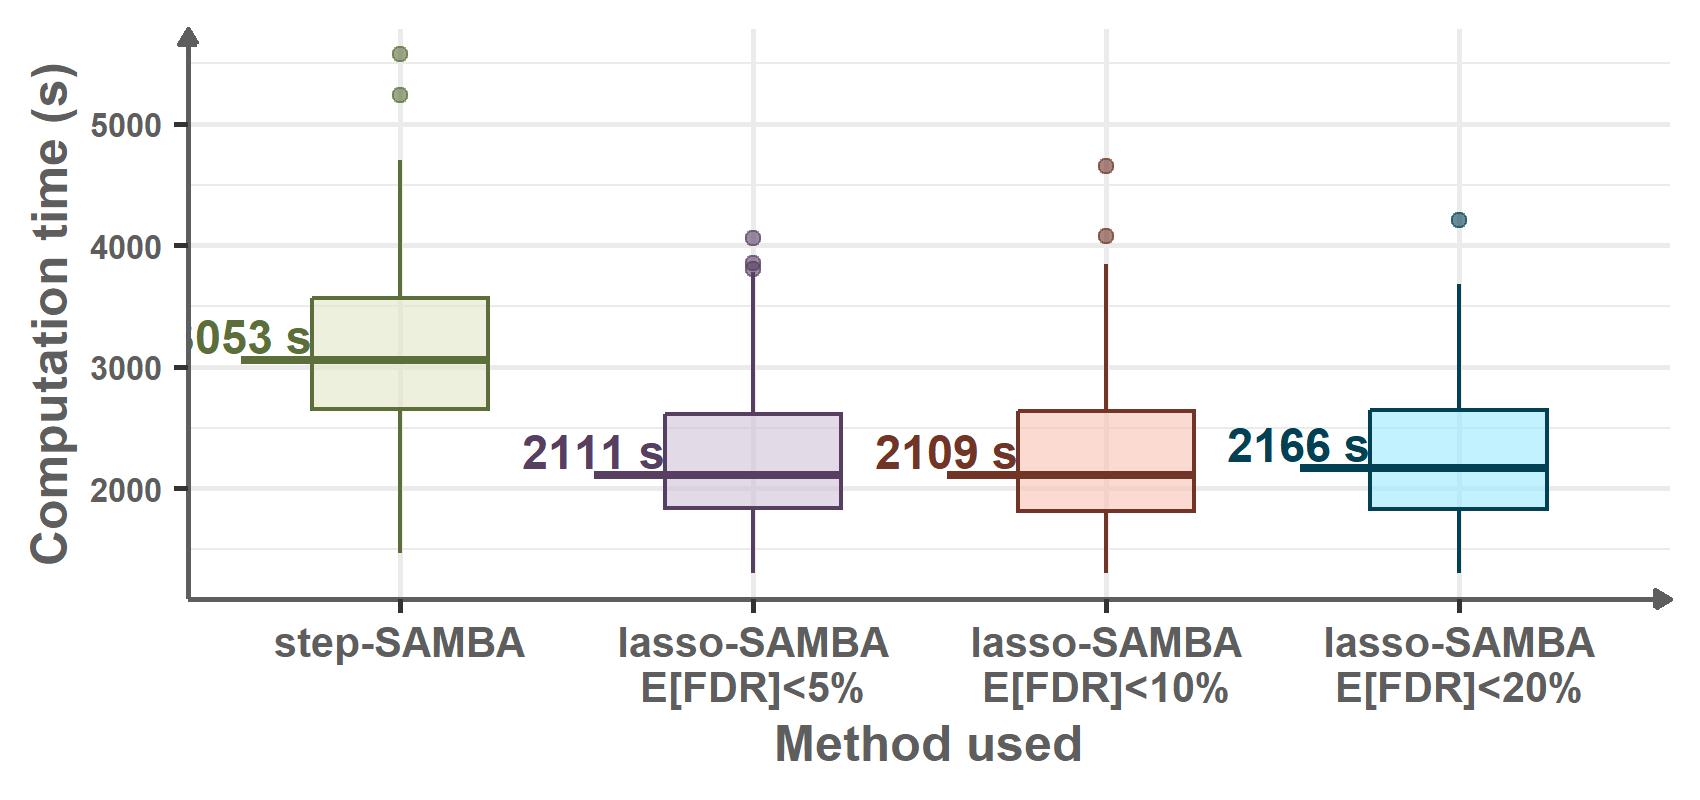 Computation time (s)
5000
4000
3000
2000
053 s
2111 s
2109 s
2166 s
step-SAMBA
lasso-SAMBA
E[FDR]<5%
lasso-SAMBA
E[FDR]<10%
lasso-SAMBA
E[FDR]<20%
Method used